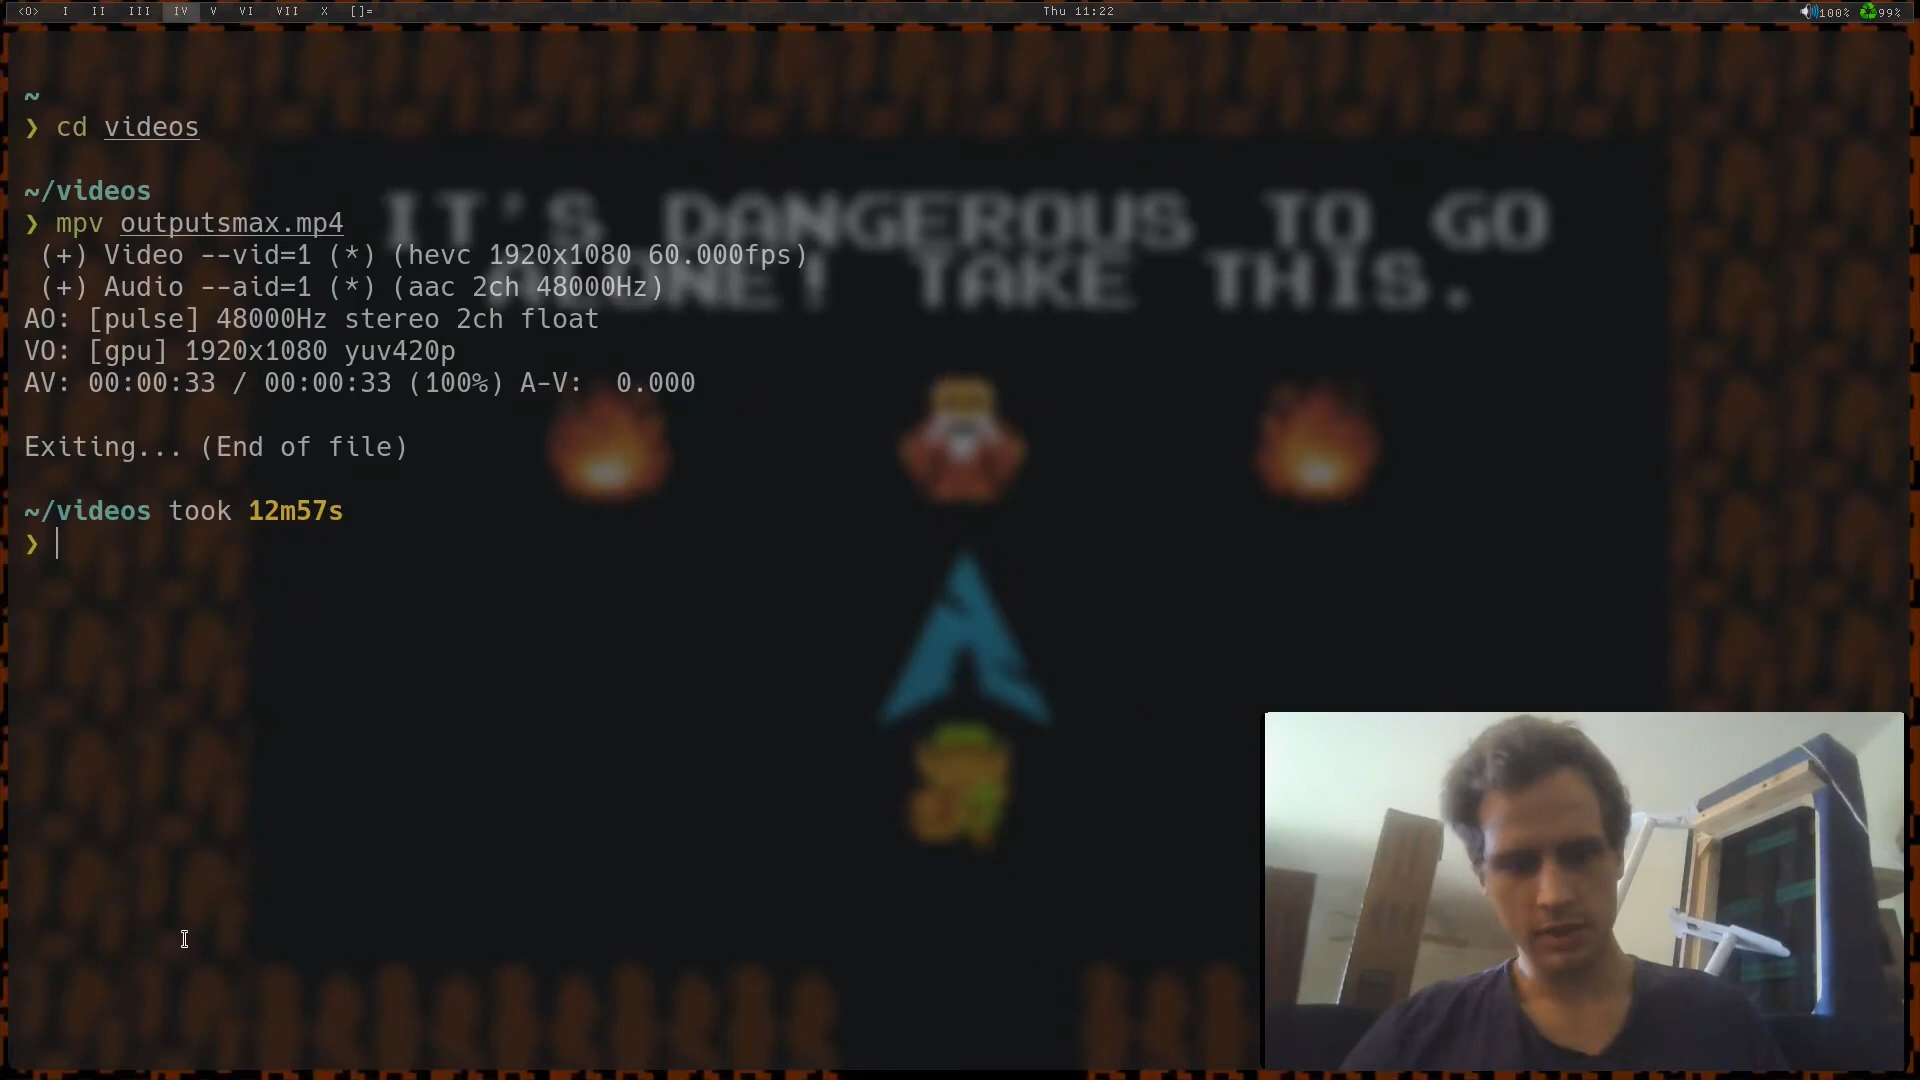 <O> I II III IV V VI VII X []= Thu 11:22 100% 99%
~
❯ cd videos
~/videos
❯ mpv outputsmax.mp4
IT'S DANGEROUS TO GO
(+) Video --vid=1 (*) (hevc 1920x1080 60.000fps)
(+) Audio --aid=1 (*) (aac 2ch 48000Hz)
ALONE! TAKE THIS.
AO: [pulse] 48000Hz stereo 2ch float
VO: [gpu] 1920x1080 yuv420p
AV: 00:00:33 / 00:00:33 (100%) A-V: 0.000
Exiting... (End of file)
~/videos took 12m57s
❯